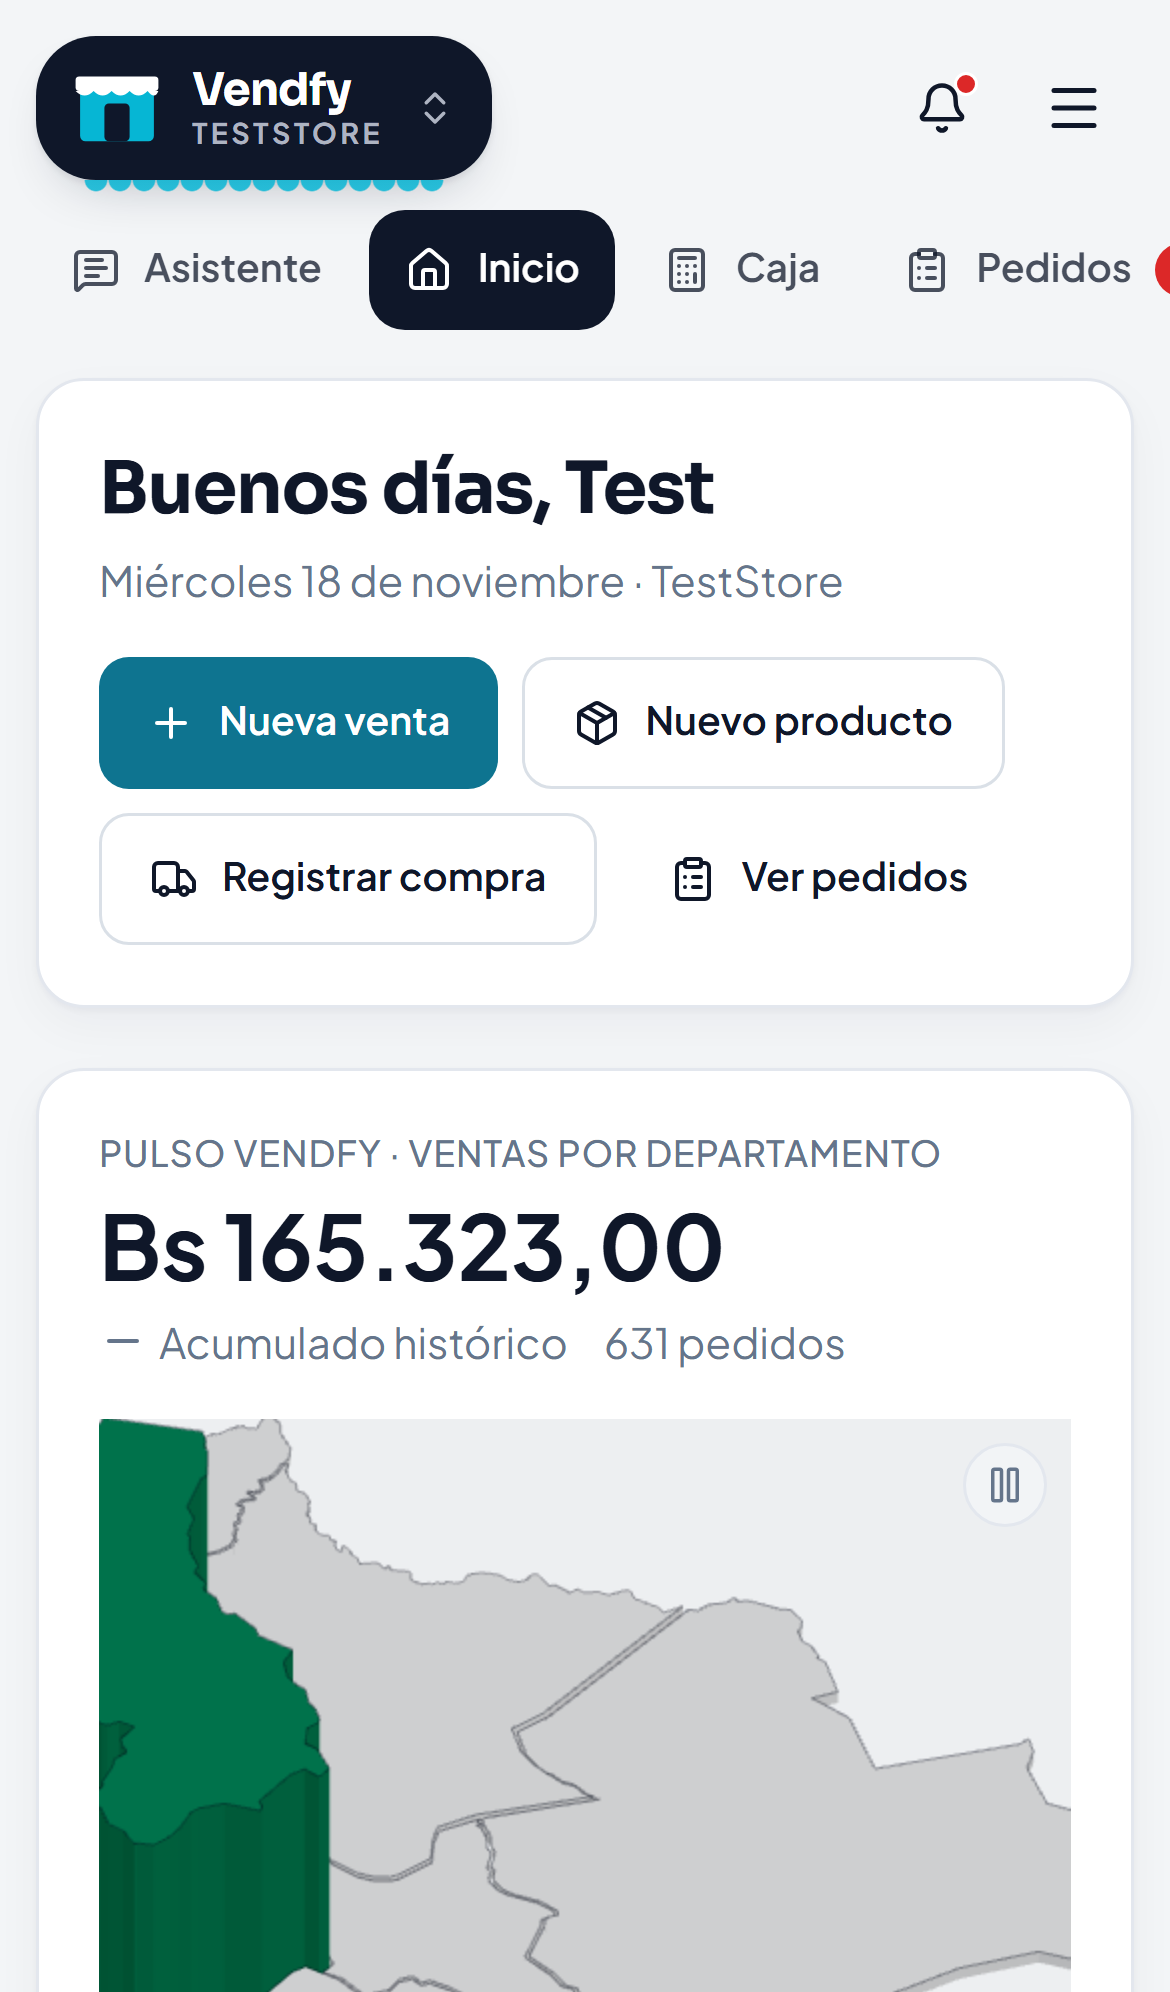 Vendfy
TESTSTORE
Asistente
Inicio
Caja
Pedidos
Buenos días, Test
Miércoles 18 de noviembre · TestStore
Nueva venta
Nuevo producto
Registrar compra
Ver pedidos
PULSO VENDFY · VENTAS POR DEPARTAMENTO
Bs 165.323,00
— Acumulado histórico 631 pedidos